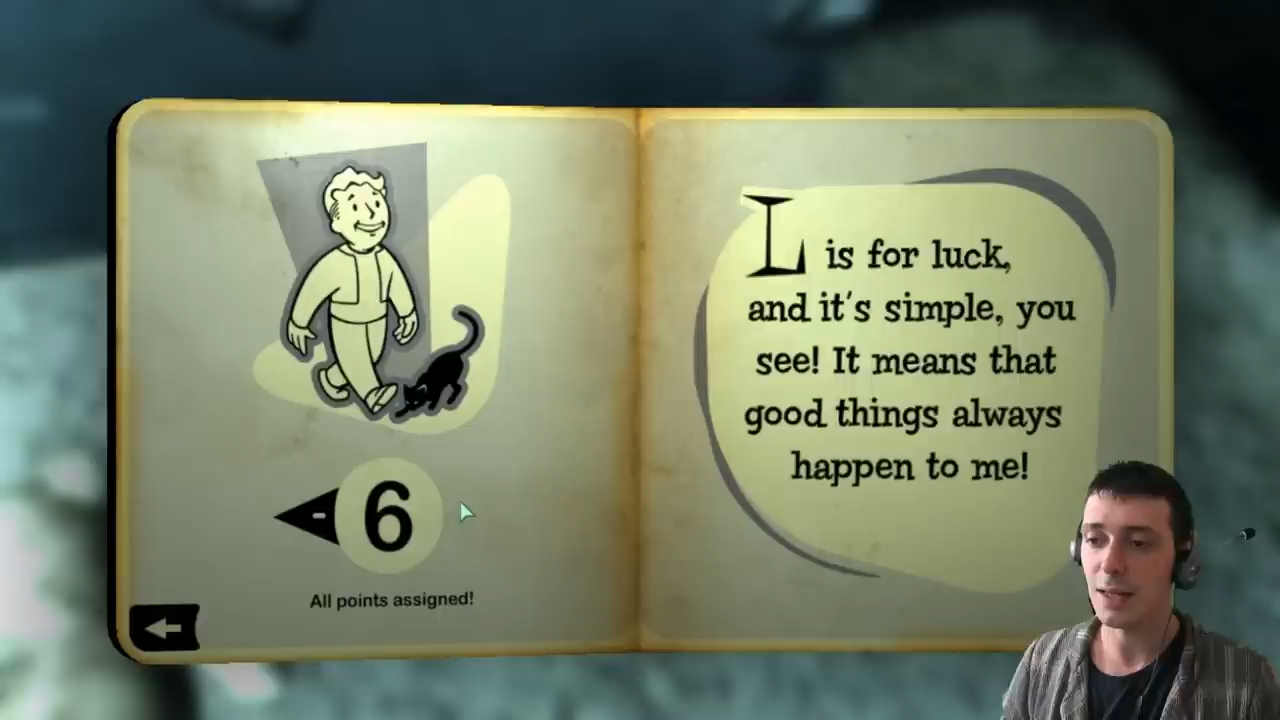 6
All points assigned!
L is for luck,
and it's simple, you
see! It means that
good things always
happen to me!